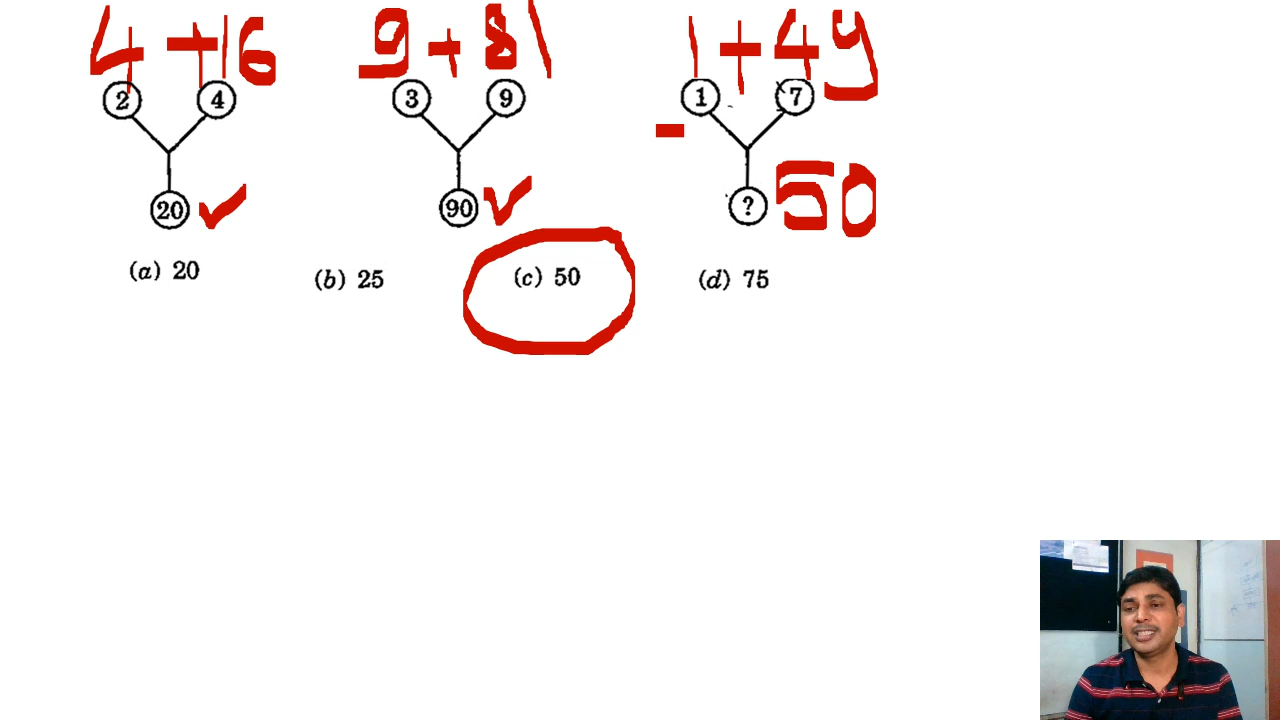 4 + 16 9 + 81 1 + 49
2 4 3 9 1 7
-
20 ✓ 90 ✓ ? 50
(a) 20 (b) 25 (c) 50 (d) 75